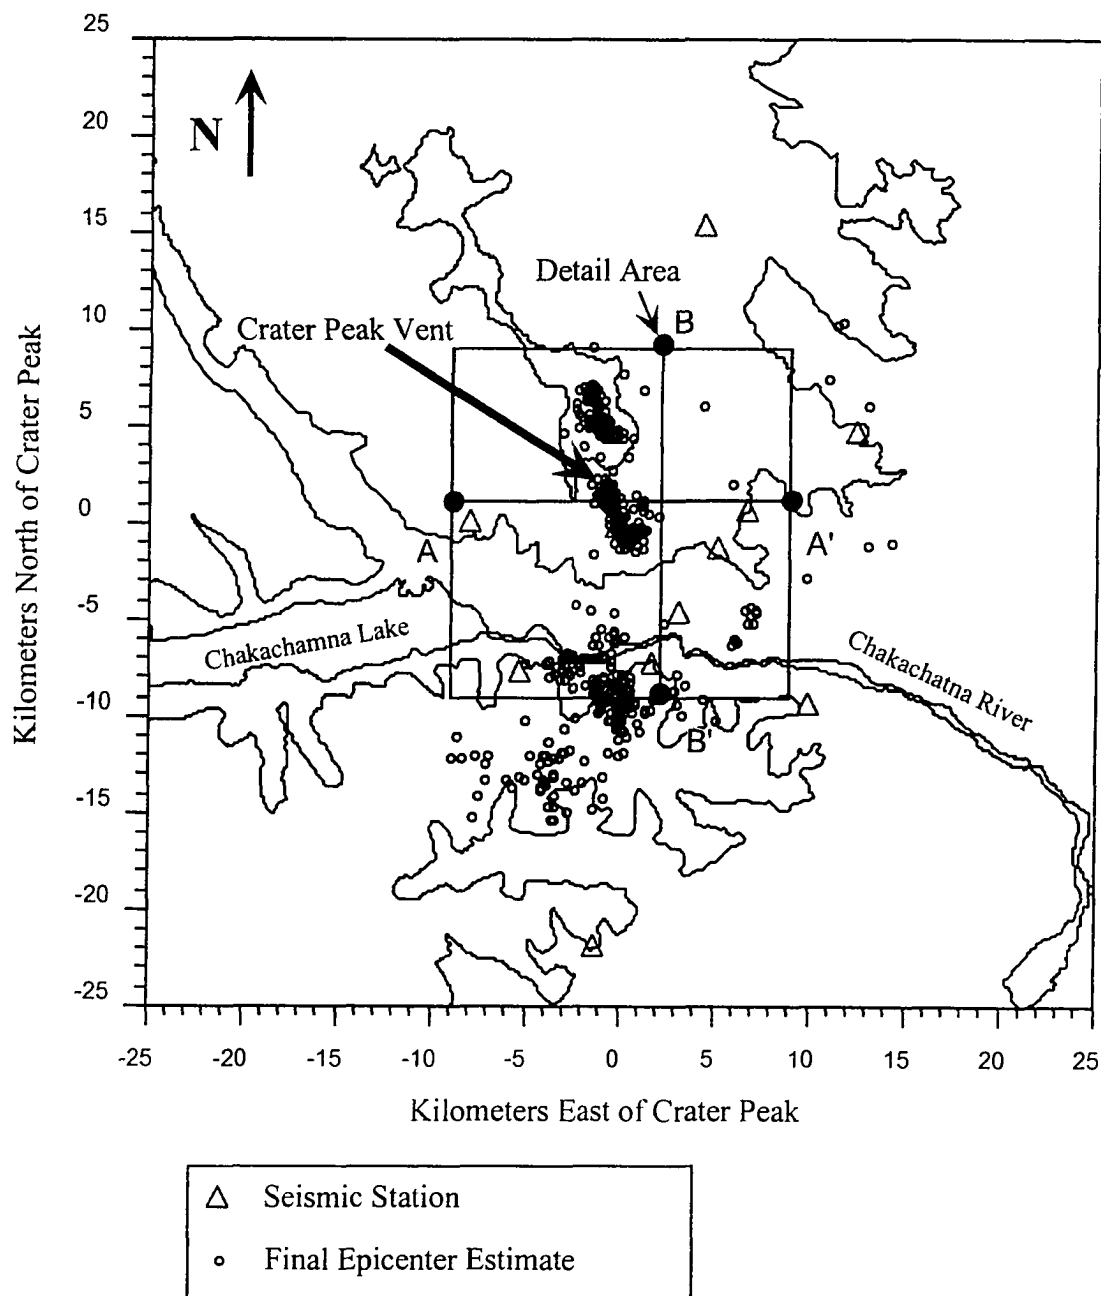 25
20
15
10
5
0
-5
-10
-15
-20
-25
Kilometers North of Crater Peak
N
Detail Area
B
Crater Peak Vent
A
A'
Chakachamna Lake
Chakachatna River
B'
-25 -20 -15 -10 -5 0 5 10 15 20 25
Kilometers East of Crater Peak
Seismic Station
Final Epicenter Estimate